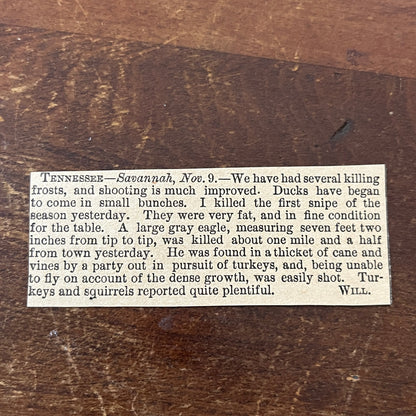 TENNESSEE—Savannah, Nov. 9.—We have had several killing
frosts, and shooting is much improved. Ducks have began
to come in small bunches. I killed the first snipe of the
season yesterday. They were very fat, and in fine condition
for the table. A large gray eagle, measuring seven feet two
inches from tip to tip, was killed about one mile and a half
from town yesterday. He was found in a thicket of cane and
vines by a party out in pursuit of turkeys, and, being unable
to fly on account of the dense growth, was easily shot. Tur-
keys and squirrels reported quite plentiful. WILL.